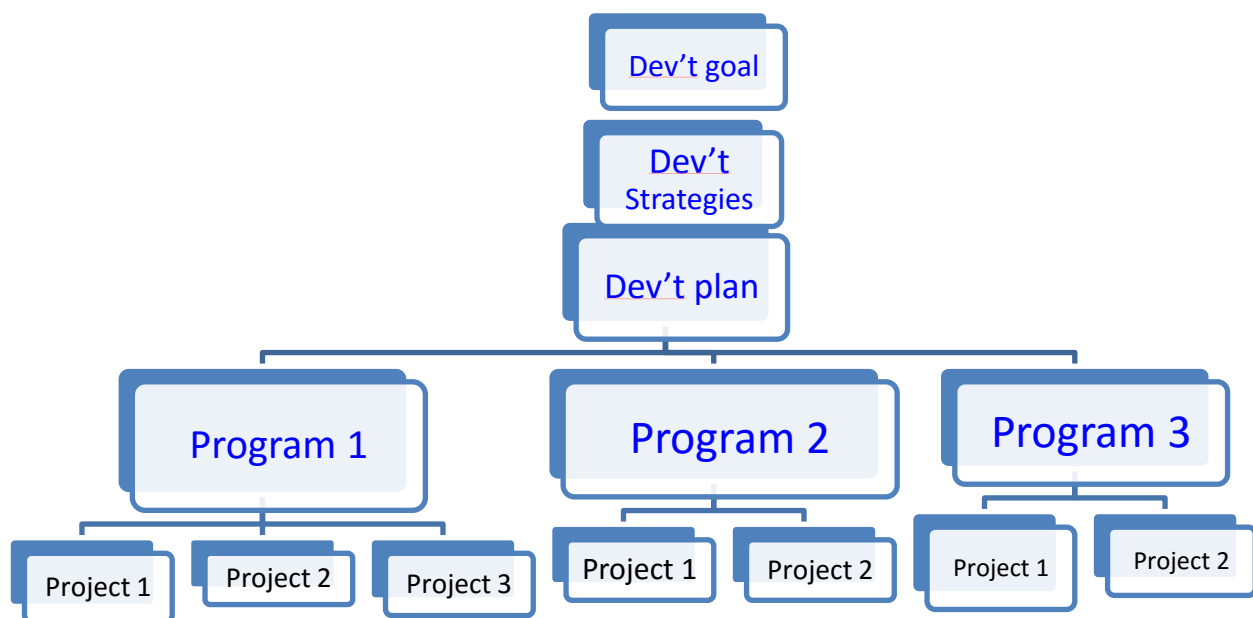 Dev’t goal
Dev’t
Strategies
Dev’t plan
Program 1
Program 2
Program 3
Project 1
Project 2
Project 3
Project 1
Project 2
Project 1
Project 2